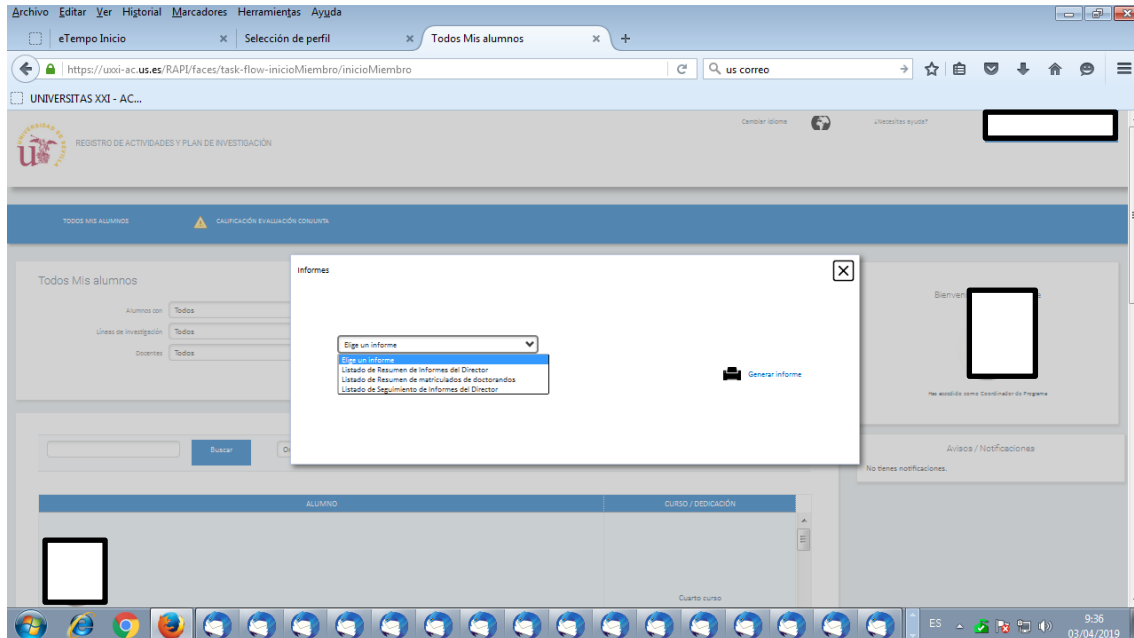 Archivo Editar Ver Historial Marcadores Herramientas Ayuda
eTempo Inicio × Selección de perfil × Todos Mis alumnos × +
https://uxxi-ac.us.es/RAPI/faces/task-flow-inicioMiembro/inicioMiembro us correo
UNIVERSITAS XXI - AC...
Cambiar idioma ¿Necesitas ayuda?
REGISTRO DE ACTIVIDADES Y PLAN DE INVESTIGACIÓN
TODOS MIS ALUMNOS CALIFICACIÓN EVALUACIÓN CONJUNTA
Informes
Todos Mis alumnos
Bienven
Alumnos con Todos
Líneas de investigación Todos
Docentes Todos
Elige un informe
Elige un informe
Listado de Resumen de Informes del Director
Listado de Resumen de matriculados de doctorandos
Listado de Seguimiento de informes del Director
Generar informe
Has accedido como Coordinador de Programa
Buscar
Avisos / Notificaciones
No tienes notificaciones.
ALUMNO CURSO / DEDICACIÓN
Cuarto curso
ES 9:36
03/04/2019